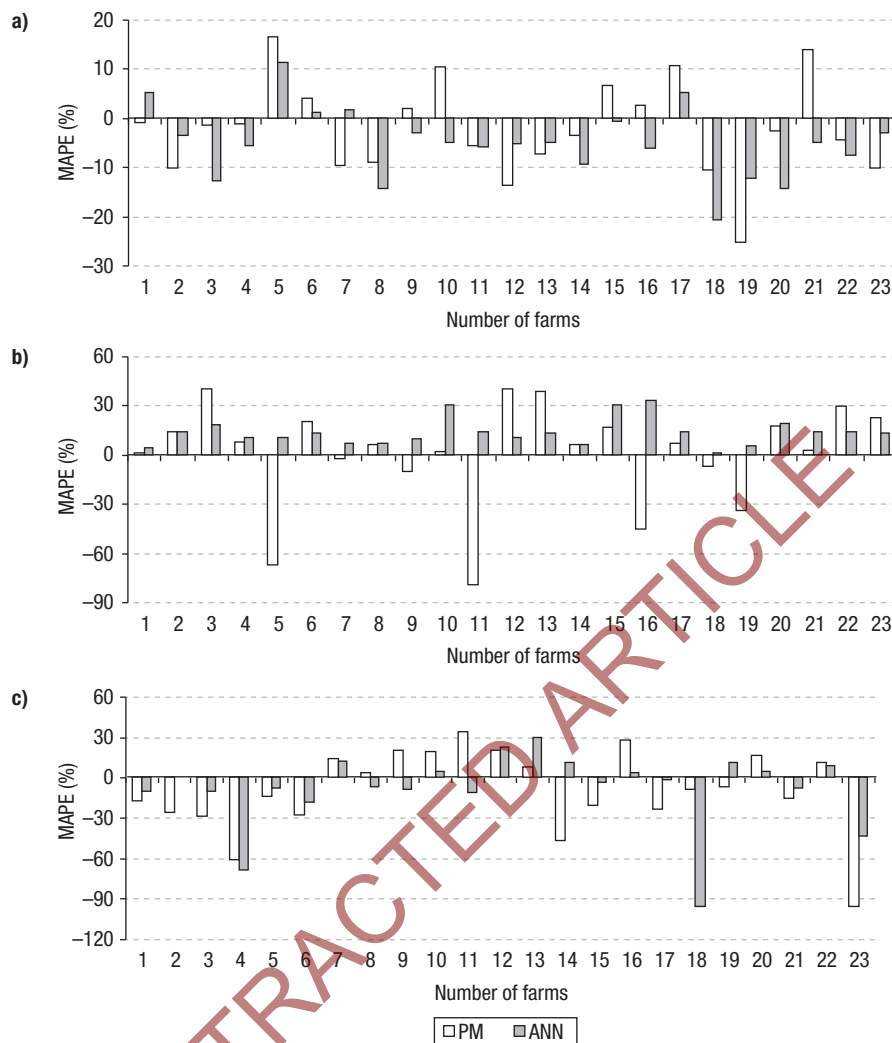 a)
MAPE (%)
20
10
0
−10
−20
−30
1 2 3 4 5 6 7 8 9 10 11 12 13 14 15 16 17 18 19 20 21 22 23
Number of farms
b)
MAPE (%)
60
30
0
−30
−60
−90
1 2 3 4 5 6 7 8 9 10 11 12 13 14 15 16 17 18 19 20 21 22 23
Number of farms
c)
MAPE (%)
60
30
0
−30
−60
−90
−120
1 2 3 4 5 6 7 8 9 10 11 12 13 14 15 16 17 18 19 20 21 22 23
Number of farms
PM ANN
TRACTED ARTICLE